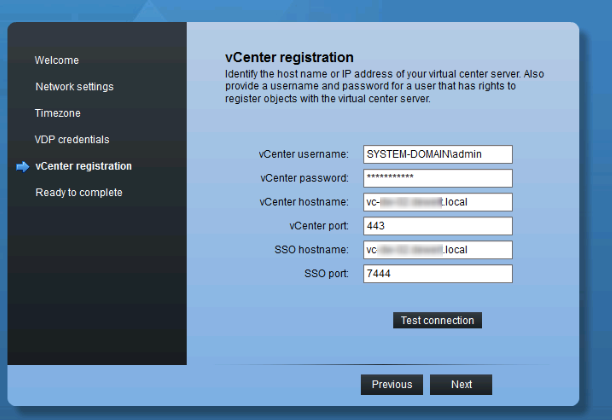 Welcome
Network settings
Timezone
VDP credentials
vCenter registration
Ready to complete
vCenter registration
Identify the host name or IP address of your virtual center server. Also
provide a username and password for a user that has rights to
register objects with the virtual center server.
vCenter username: SYSTEM-DOMAIN\admin
vCenter password: ***********
vCenter hostname: vc- .local
vCenter port: 443
SSO hostname: vc .local
SSO port: 7444
Test connection
Previous Next